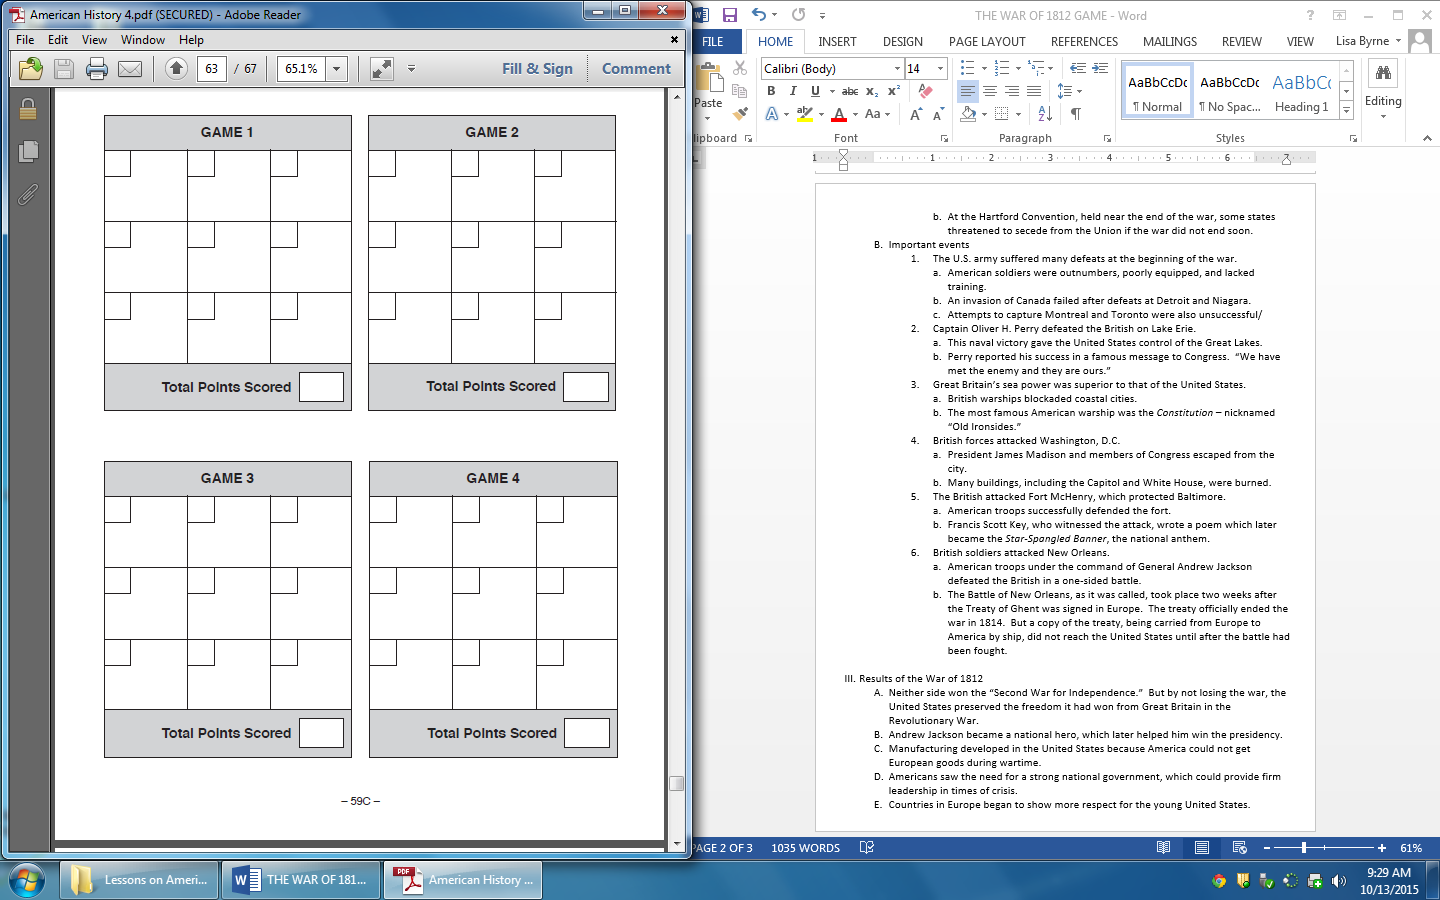 American History 4.pdf (SECURED) - Adobe Reader
File Edit View Window Help
63 / 67 65.1% Fill & Sign Comment
GAME 1 GAME 2
Total Points Scored Total Points Scored
GAME 3 GAME 4
Total Points Scored Total Points Scored
– 59C –
THE WAR OF 1812 GAME - Word
FILE HOME INSERT DESIGN PAGE LAYOUT REFERENCES MAILINGS REVIEW VIEW Lisa Byrne
Paste Calibri (Body) 14 AaBbCcDc AaBbCcDc AaBbCc Editing
B I U abc x₂ x² ¶ Normal ¶ No Spac... Heading 1
A ab A Aa A A
lipboard Font Paragraph Styles
1 1 2 3 4 5 6 7
b. At the Hartford Convention, held near the end of the war, some states
threatened to secede from the Union if the war did not end soon.
B. Important events
1. The U.S. army suffered many defeats at the beginning of the war.
a. American soldiers were outnumbers, poorly equipped, and lacked
training.
b. An invasion of Canada failed after defeats at Detroit and Niagara.
c. Attempts to capture Montreal and Toronto were also unsuccessful/
2. Captain Oliver H. Perry defeated the British on Lake Erie.
a. This naval victory gave the United States control of the Great Lakes.
b. Perry reported his success in a famous message to Congress. “We have
met the enemy and they are ours.”
3. Great Britain’s sea power was superior to that of the United States.
a. British warships blockaded coastal cities.
b. The most famous American warship was the Constitution – nicknamed
“Old Ironsides.”
4. British forces attacked Washington, D.C.
a. President James Madison and members of Congress escaped from the
city.
b. Many buildings, including the Capitol and White House, were burned.
5. The British attacked Fort McHenry, which protected Baltimore.
a. American troops successfully defended the fort.
b. Francis Scott Key, who witnessed the attack, wrote a poem which later
became the Star-Spangled Banner, the national anthem.
6. British soldiers attacked New Orleans.
a. American troops under the command of General Andrew Jackson
defeated the British in a one-sided battle.
b. The Battle of New Orleans, as it was called, took place two weeks after
the Treaty of Ghent was signed in Europe. The treaty officially ended the
war in 1814. But a copy of the treaty, being carried from Europe to
America by ship, did not reach the United States until after the battle had
been fought.
III. Results of the War of 1812
A. Neither side won the “Second War for Independence.” But by not losing the war, the
United States preserved the freedom it had won from Great Britain in the
Revolutionary War.
B. Andrew Jackson became a national hero, which later helped him win the presidency.
C. Manufacturing developed in the United States because America could not get
European goods during wartime.
D. Americans saw the need for a strong national government, which could provide firm
leadership in times of crisis.
E. Countries in Europe began to show more respect for the young United States.
PAGE 2 OF 3 1035 WORDS 61%
Lessons on Ameri... THE WAR OF 181... American History ... 9:29 AM
10/13/2015